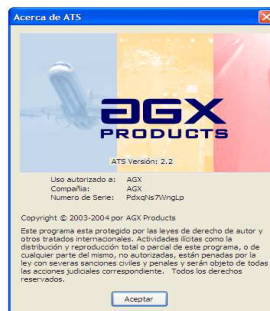 Acerca de ATS
AGX
PRODUCTS
ATS Versión: 2.2
Uso autorizado a: AGX
Compañia: AGX
Numero de Serie: PdxqNs7WngLp
Copyright © 2003-2004 por AGX Products
Este programa esta protegido por las leyes de derecho de autor y
otros tratados internacionales. Actividades ilícitas como la
distribución y reproducción total o parcial de este programa, o de
cualquier parte del mismo, no autorizadas, están penadas por la
ley con severas sanciones civiles y penales y serán objeto de todas
las acciones judiciales correspondiente. Todos los derechos
reservados.
Aceptar